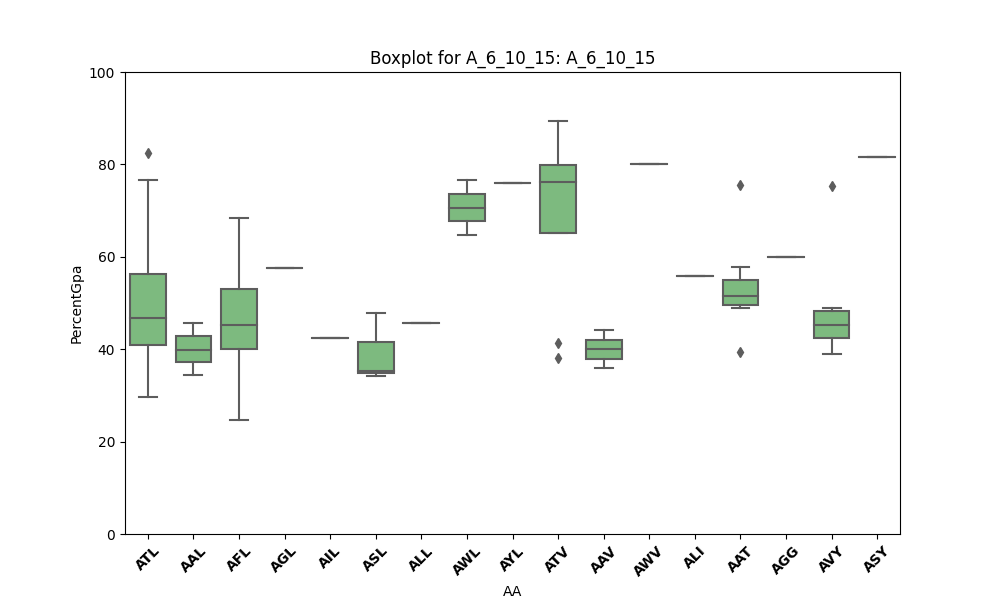 Boxplot for A_6_10_15: A_6_10_15
100
80
60
40
20
0
PercentGpa
ATL AAL AFL AGL AIL ASL ALL AWL AYL ATV AAV AWV ALI AAT AGG AVY ASY
AA